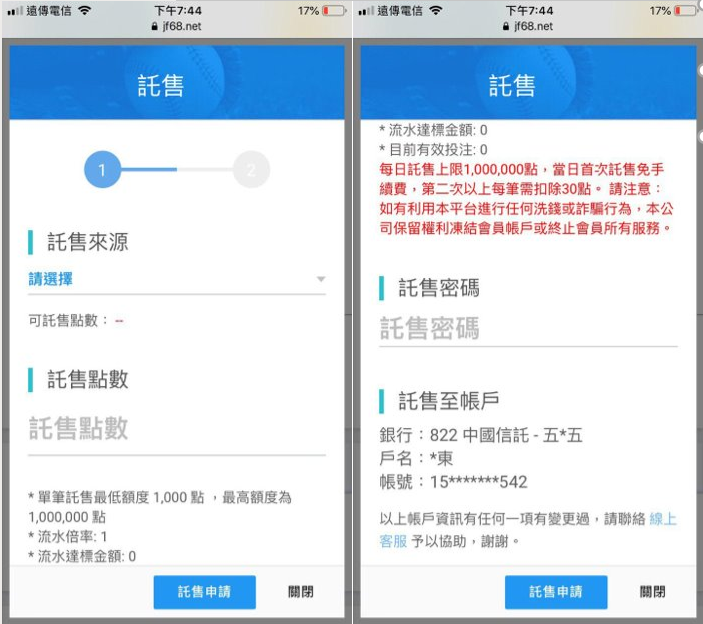 遠傳電信
下午7:44
17%
jf68.net
託售
1
2
託售來源
請選擇
可託售點數： --
託售點數
託售點數
* 單筆託售最低額度 1,000 點 ，最高額度為
1,000,000 點
* 流水倍率: 1
* 流水達標金額: 0
託售申請
關閉
遠傳電信
下午7:44
17%
jf68.net
託售
* 流水達標金額: 0
* 目前有效投注: 0
每日託售上限1,000,000點，當日首次託售免手
續費，第二次以上每筆需扣除30點。 請注意：
如有利用本平台進行任何洗錢或詐騙行為，本公
司保留權利凍結會員帳戶或終止會員所有服務。
託售密碼
託售密碼
託售至帳戶
銀行：822 中國信託 - 五*五
戶名：*東
帳號：15*******542
以上帳戶資訊有任何一項有變更過，請聯絡 線上
客服 予以協助，謝謝。
託售申請
關閉